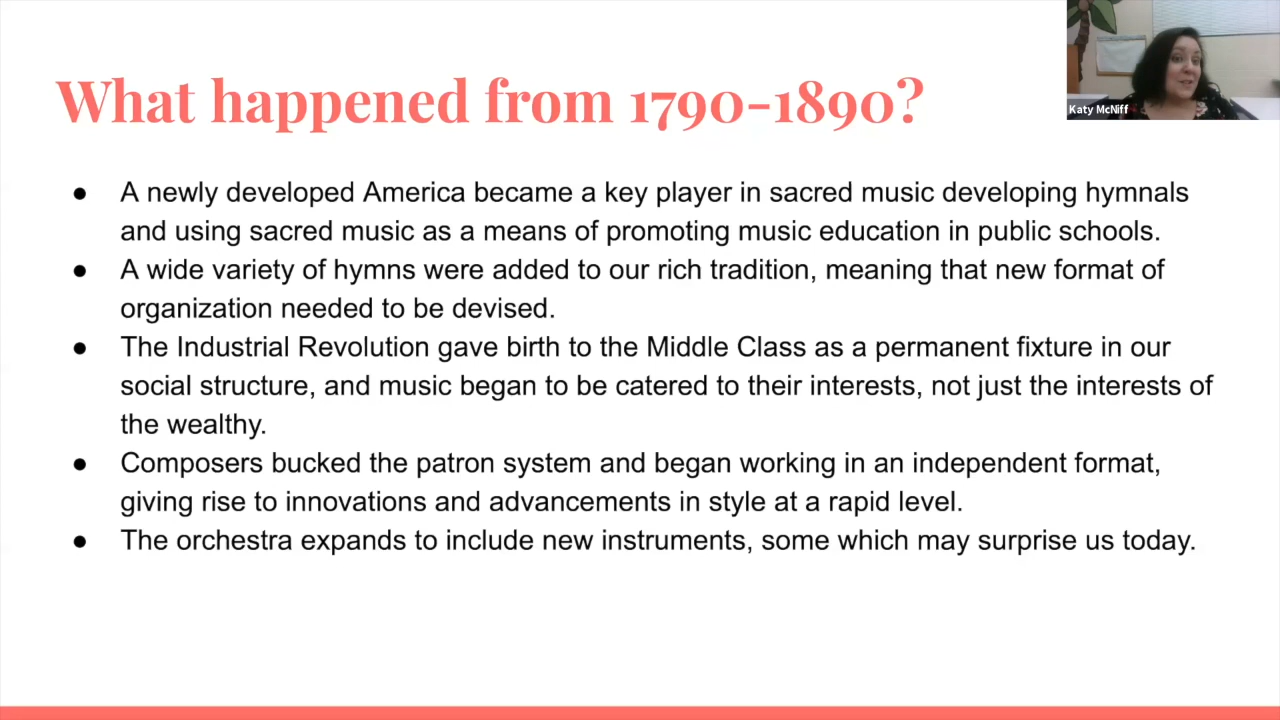 What happened from 1790-1890?
Katy McNiff
● A newly developed America became a key player in sacred music developing hymnals
and using sacred music as a means of promoting music education in public schools.
● A wide variety of hymns were added to our rich tradition, meaning that new format of
organization needed to be devised.
● The Industrial Revolution gave birth to the Middle Class as a permanent fixture in our
social structure, and music began to be catered to their interests, not just the interests of
the wealthy.
● Composers bucked the patron system and began working in an independent format,
giving rise to innovations and advancements in style at a rapid level.
● The orchestra expands to include new instruments, some which may surprise us today.